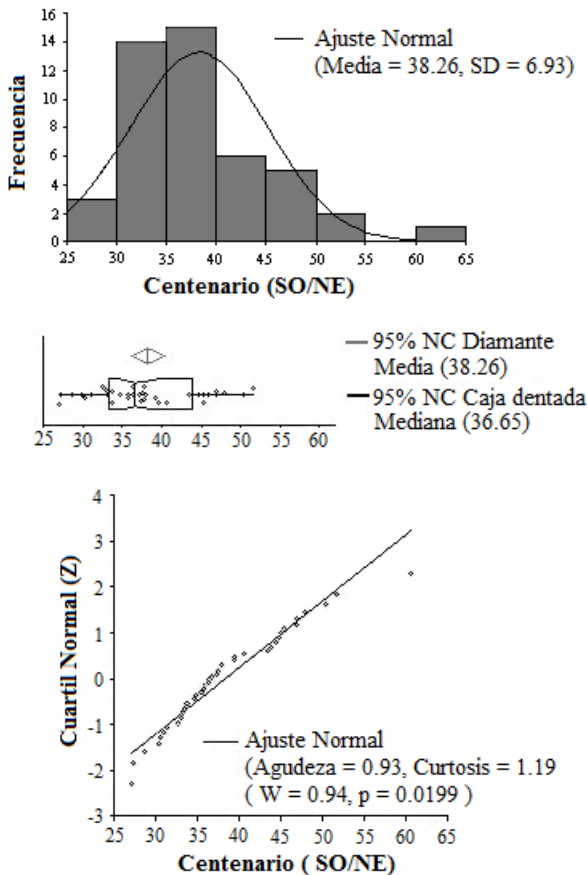 Frecuencia
16
14
12
10
8
6
4
2
0
25 30 35 40 45 50 55 60 65
Centenario (SO/NE)
Ajuste Normal
(Media = 38.26, SD = 6.93)
25 30 35 40 45 50 55 60
95% NC Diamante
Media (38.26)
95% NC Caja dentada
Mediana (36.65)
Cuartil Normal (Z)
4
3
2
1
0
-1
-2
-3
25 30 35 40 45 50 55 60 65
Centenario ( SO/NE)
Ajuste Normal
(Agudeza = 0.93, Curtosis = 1.19
( W = 0.94, p = 0.0199 )